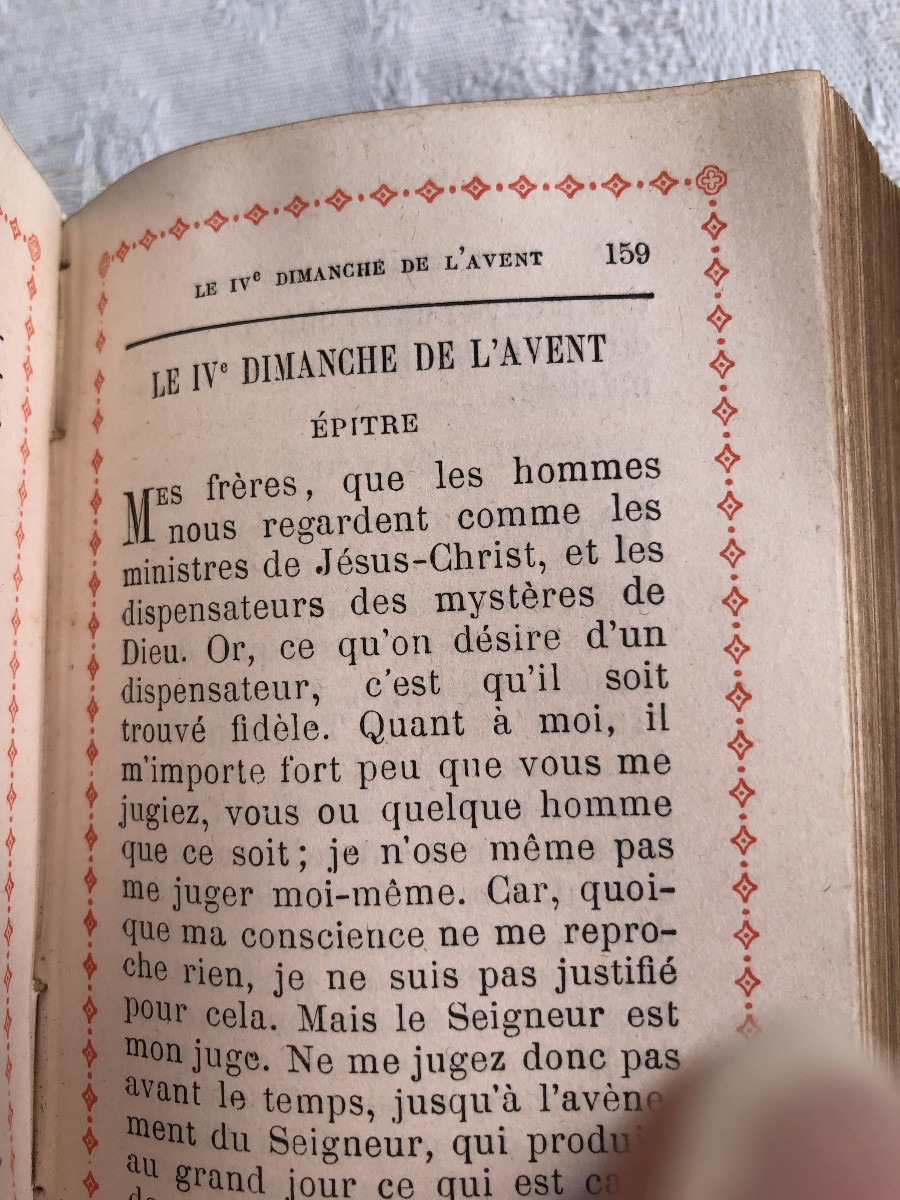 LE IVe DIMANCHE DE L'AVENT 159
LE IVe DIMANCHE DE L'AVENT
ÉPITRE
MES frères, que les hommes
nous regardent comme les
ministres de Jésus-Christ, et les
dispensateurs des mystères de
Dieu. Or, ce qu'on désire d'un
dispensateur, c'est qu'il soit
trouvé fidèle. Quant à moi, il
m'importe fort peu que vous me
jugiez, vous ou quelque homme
que ce soit; je n'ose même pas
me juger moi-même. Car, quoi-
que ma conscience ne me repro-
che rien, je ne suis pas justifié
pour cela. Mais le Seigneur est
mon juge. Ne me jugez donc pas
avant le temps, jusqu'à l'avène-
ment du Seigneur, qui
au grand jour ce qui est